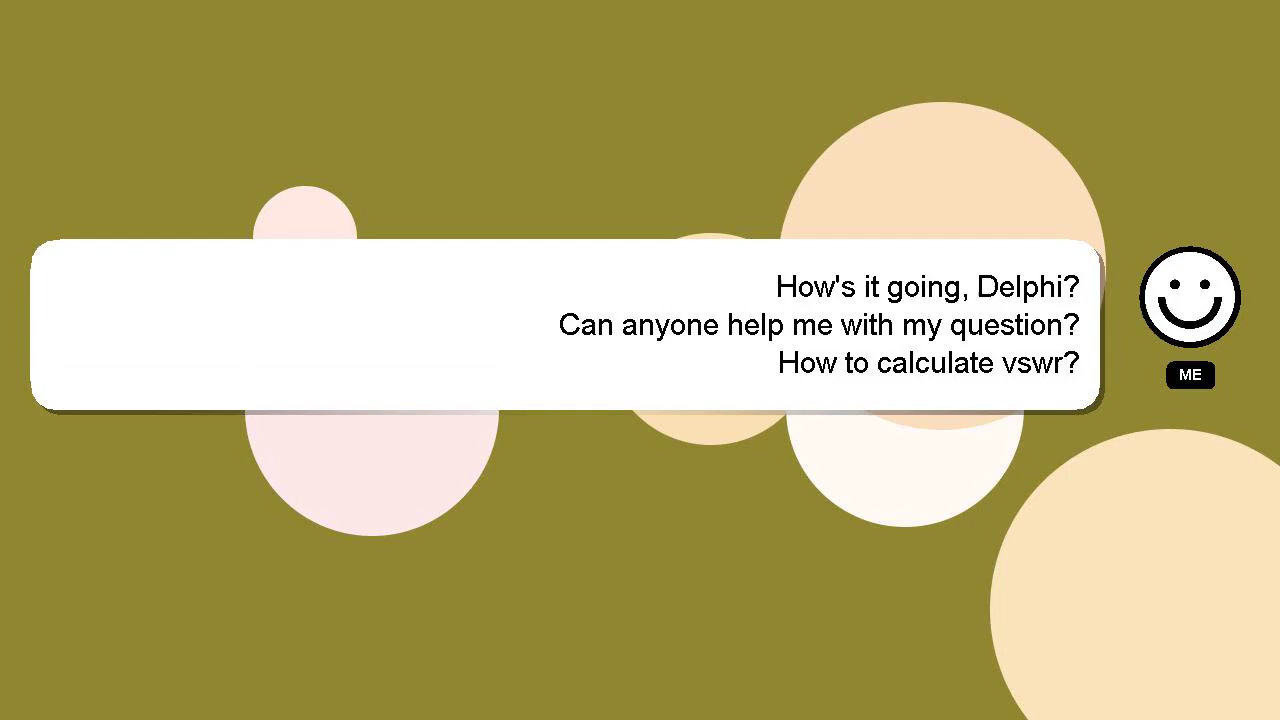 How's it going, Delphi?
Can anyone help me with my question?
How to calculate vswr?
ME